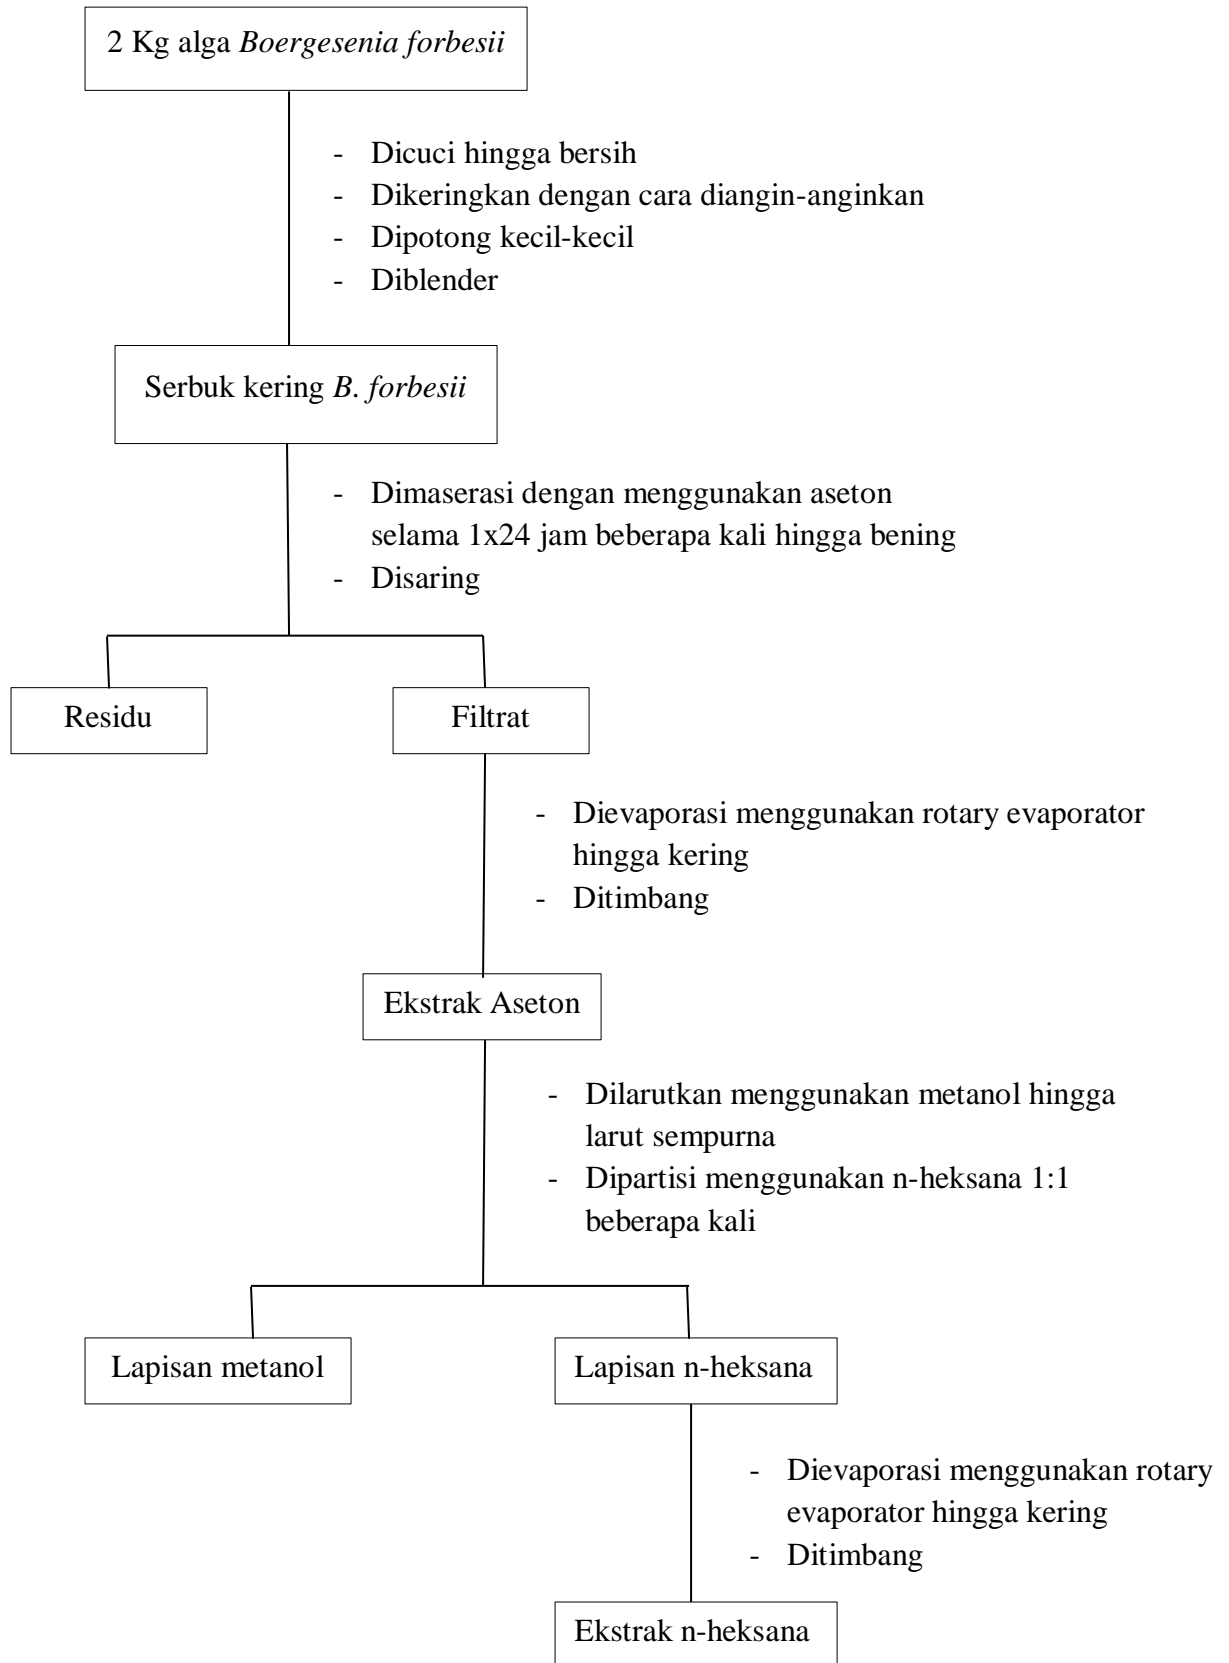 2 Kg alga Boergesenia forbesii
- Dicuci hingga bersih
- Dikeringkan dengan cara diangin-anginkan
- Dipotong kecil-kecil
- Diblender
Serbuk kering B. forbesii
- Dimaserasi dengan menggunakan aseton
selama 1x24 jam beberapa kali hingga bening
- Disaring
Residu
Filtrat
- Dievaporasi menggunakan rotary evaporator
hingga kering
- Ditimbang
Ekstrak Aseton
- Dilarutkan menggunakan metanol hingga
larut sempurna
- Dipartisi menggunakan n-heksana 1:1
beberapa kali
Lapisan metanol
Lapisan n-heksana
- Dievaporasi menggunakan rotary
evaporator hingga kering
- Ditimbang
Ekstrak n-heksana